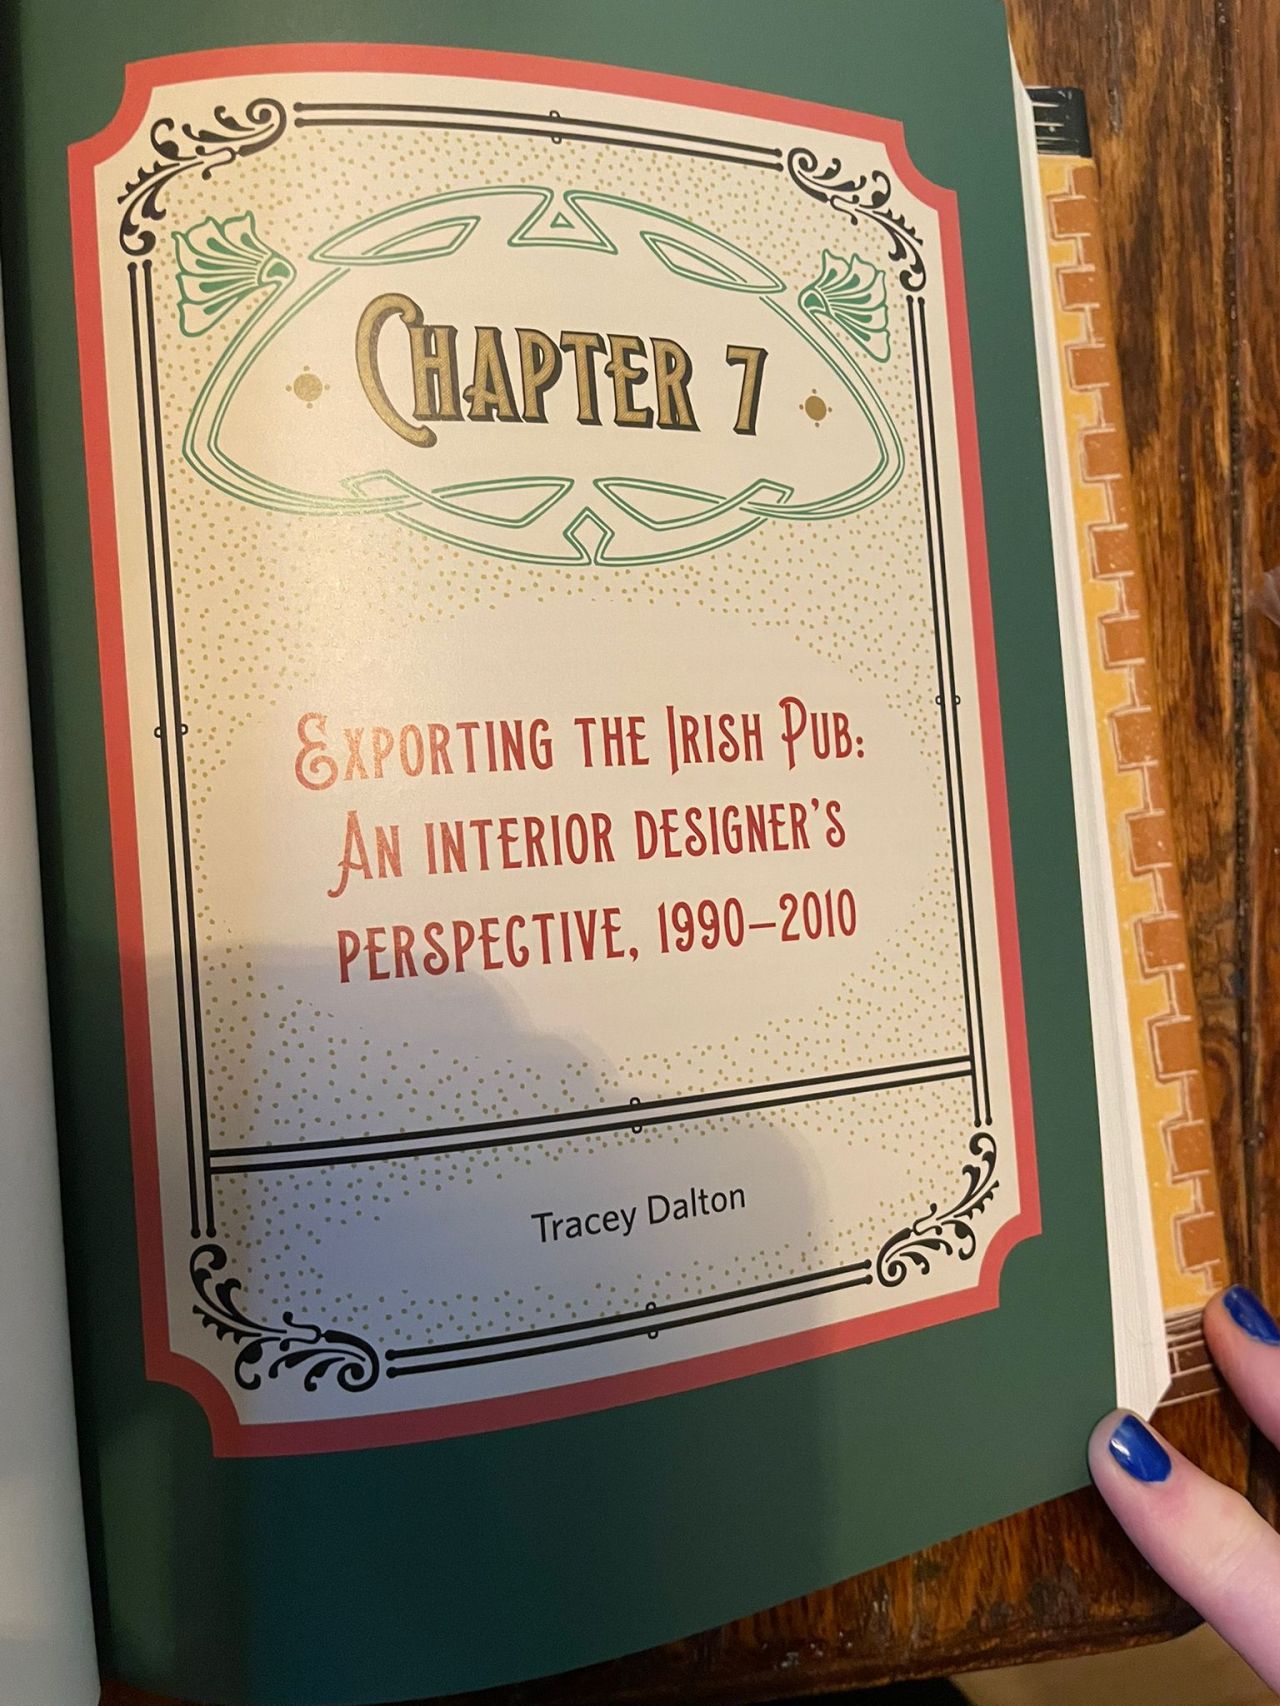 Chapter 7
Exporting the Irish Pub:
An interior designer's
perspective, 1990–2010
Tracey Dalton